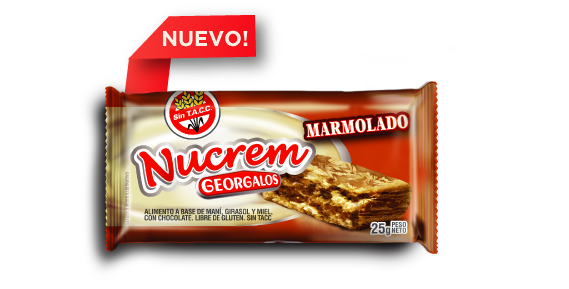 NUEVO!
Sin T.A.C.C.
MARMOLADO
Nucrem
GEORGALOS
ALIMENTO A BASE DE MANÍ, GIRASOL Y MIEL,
CON CHOCOLATE. LIBRE DE GLUTEN. SIN TACC
25g PESO
NETO